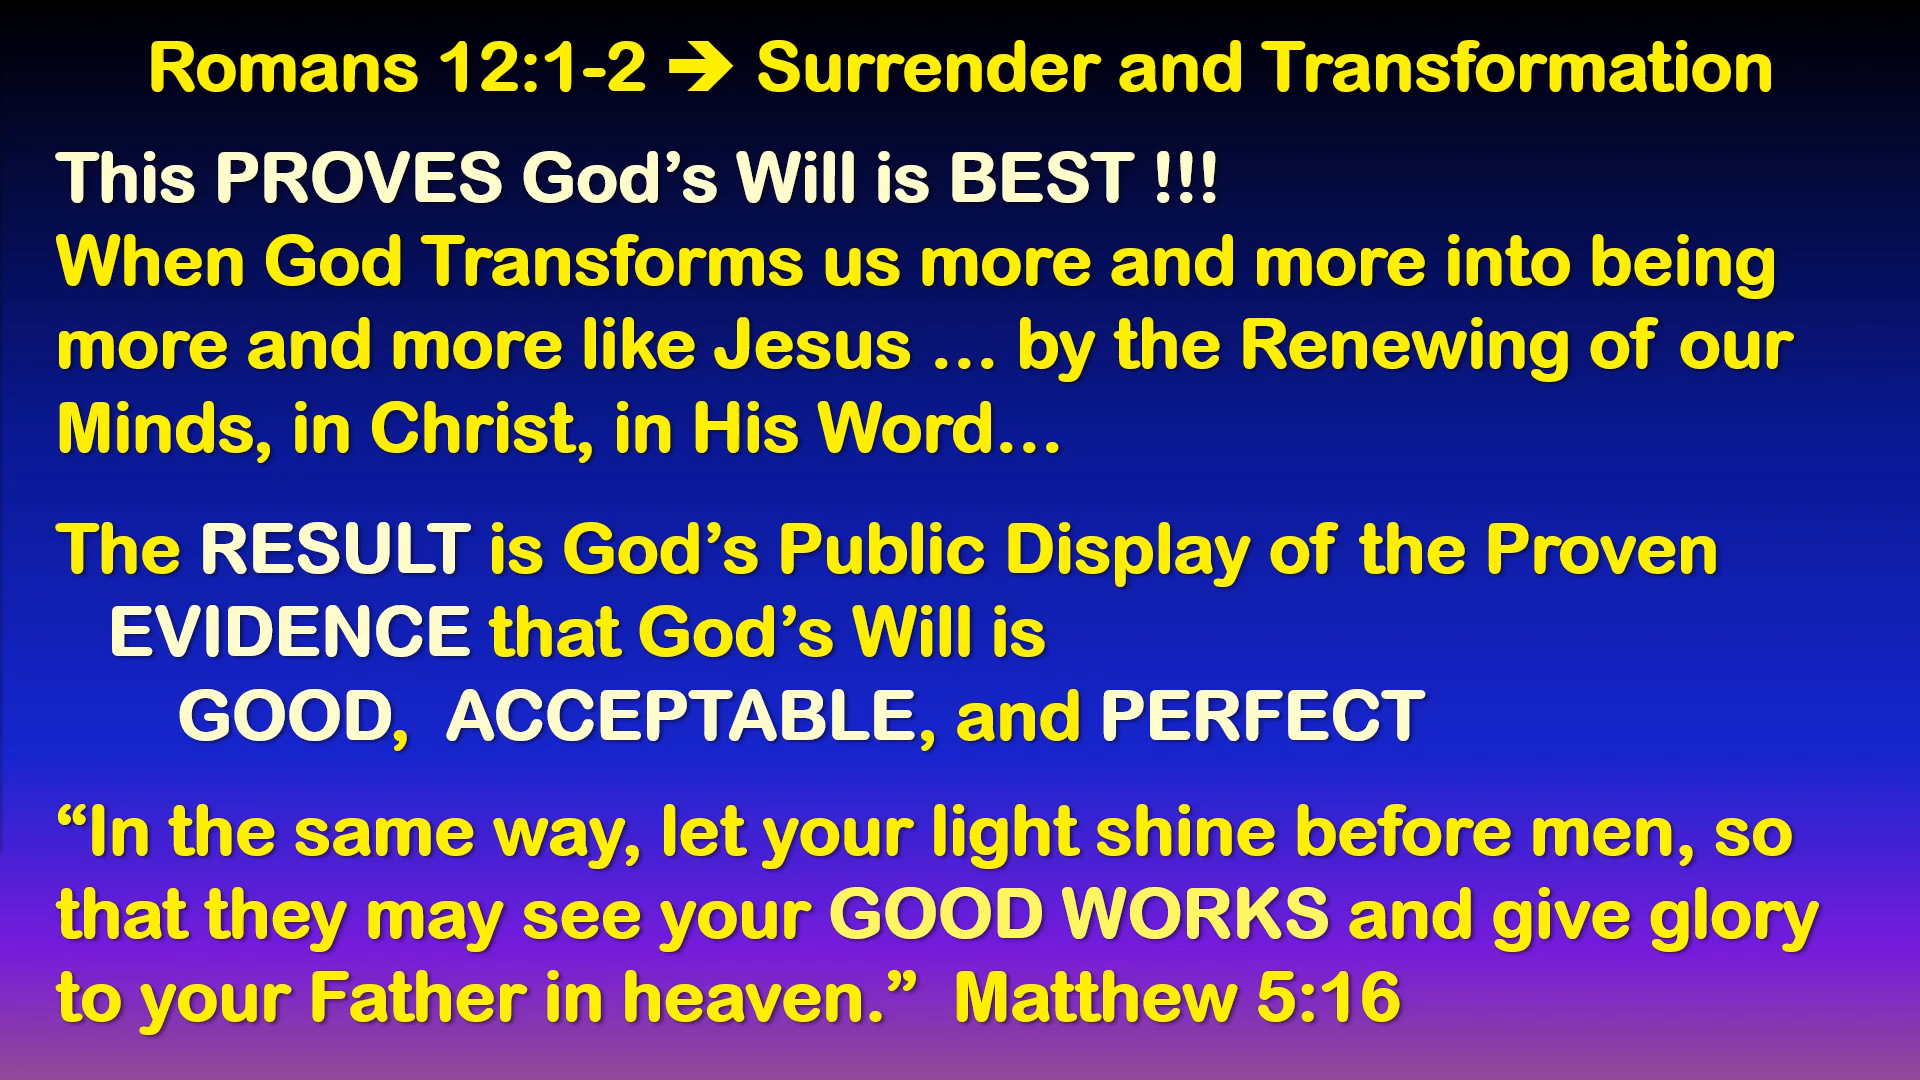 Romans 12:1-2 ➔ Surrender and Transformation
This PROVES God’s Will is BEST !!!
When God Transforms us more and more into being
more and more like Jesus … by the Renewing of our
Minds, in Christ, in His Word…
The RESULT is God’s Public Display of the Proven
EVIDENCE that God’s Will is
GOOD,  ACCEPTABLE, and PERFECT
“In the same way, let your light shine before men, so
that they may see your GOOD WORKS and give glory
to your Father in heaven.”  Matthew 5:16